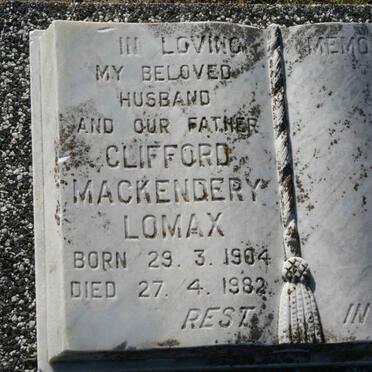 IN LOVING MEMO
MY BELOVED
HUSBAND
AND OUR FATHER
CLIFFORD
MACKENDERY
LOMAX
BORN 29. 3. 1904
DIED 27. 4. 1982
REST IN